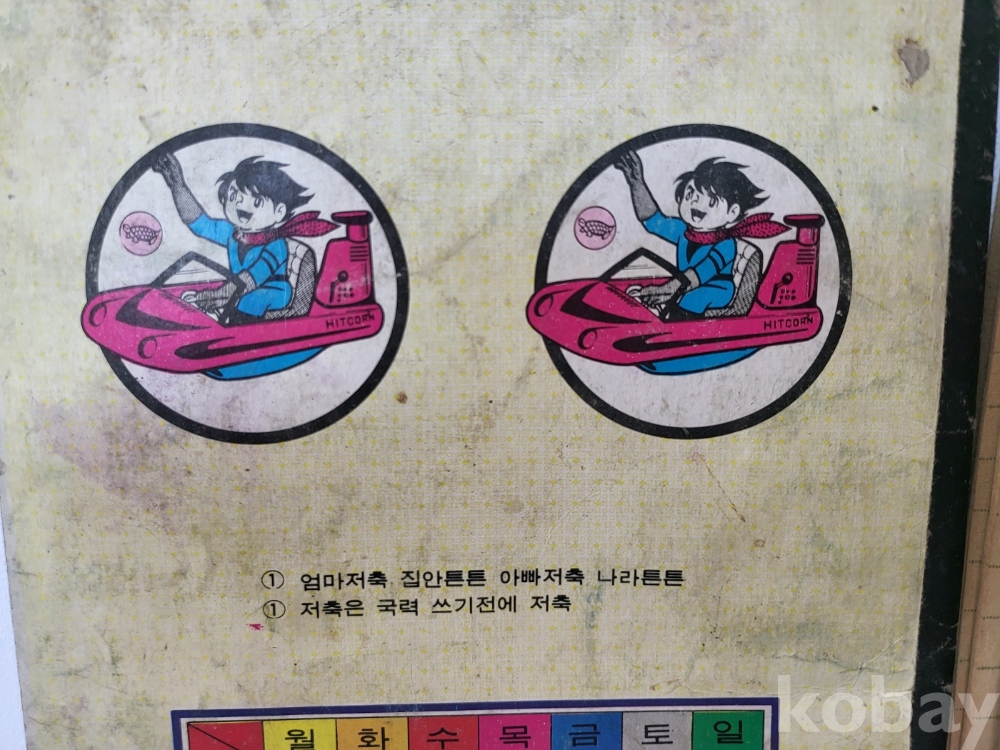 HITCORN HITCORN
① 엄마저축 집안튼튼 아빠저축 나라튼튼
① 저축은 국력 쓰기전에 저축
월 화 수 목 금 토 일
kobay